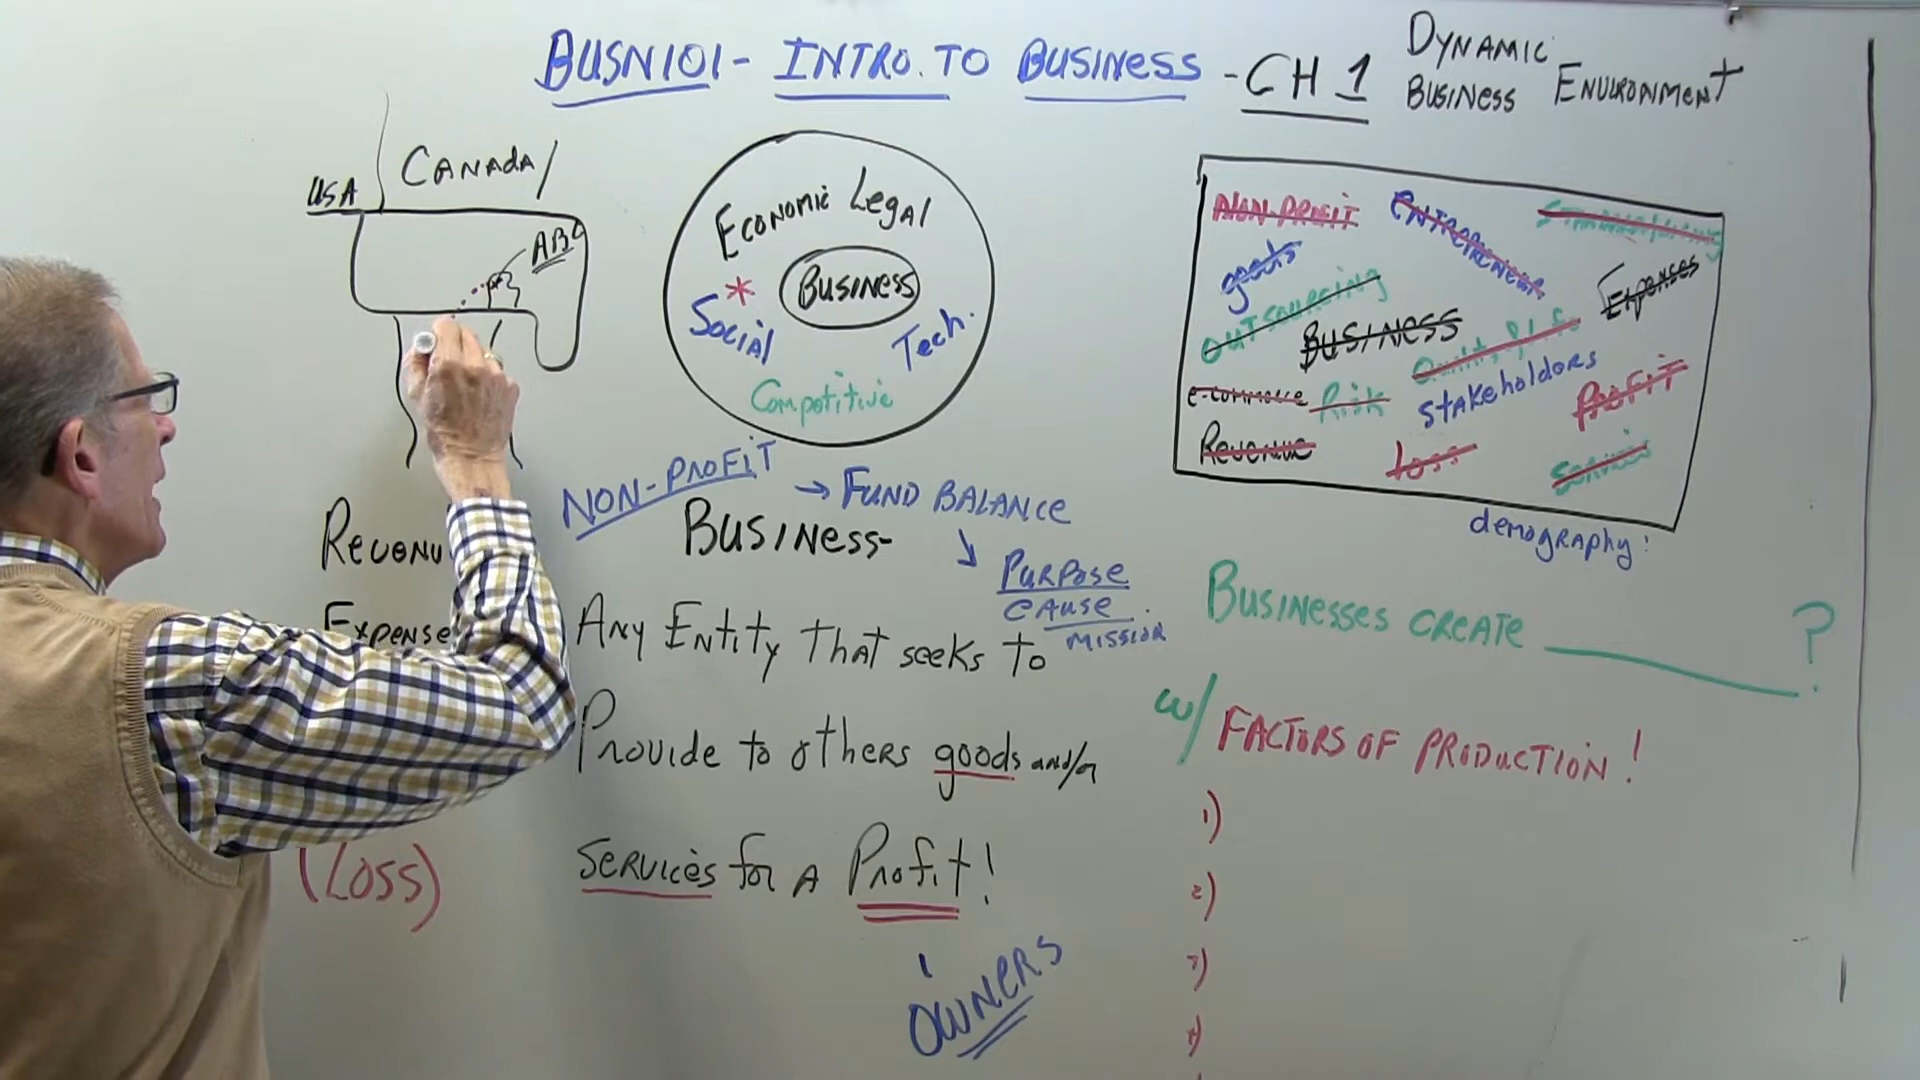 BUSN101 - INTRO. TO BUSINESS - CH 1
DYNAMIC
BUSINESS ENVIRONMENT
USA
CANADA
ABC
Economic Legal
BUSINESS
*
Social
Tech.
Competitive
NON-PROFIT
goods
ENTREPRENEUR
Expenses
OUTSOURCING
BUSINESS
e-commerce
Risk
stakeholders
PROFIT
Revenue
Loss
demography:
NON-PROFIT → FUND BALANCE
PURPOSE
CAUSE
MISSION
Revenu
Expense
(Loss)
BUSINESS-
Any Entity that seeks to
Provide to others goods and/or
services for a Profit!
OWNERS
BUSINESSES CREATE ______ ?
w/ FACTORS OF PRODUCTION!
1)
2)
3)
4)